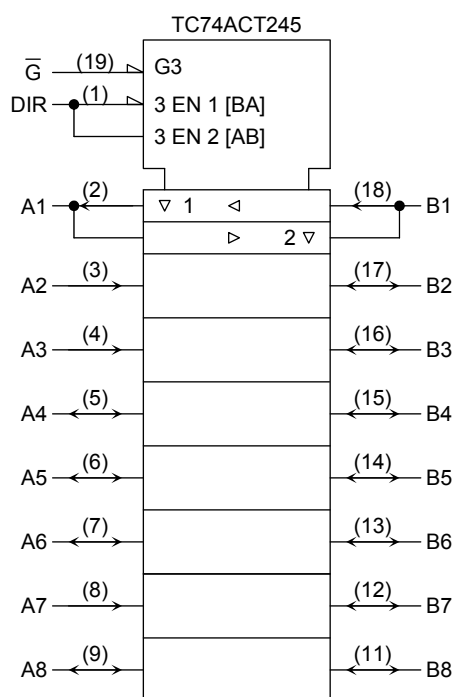 TC74ACT245
G̅ (19) G3
DIR (1) 3 EN 1 [BA]
3 EN 2 [AB]
A1 (2) 1 (18) B1
2
A2 (3) (17) B2
A3 (4) (16) B3
A4 (5) (15) B4
A5 (6) (14) B5
A6 (7) (13) B6
A7 (8) (12) B7
A8 (9) (11) B8